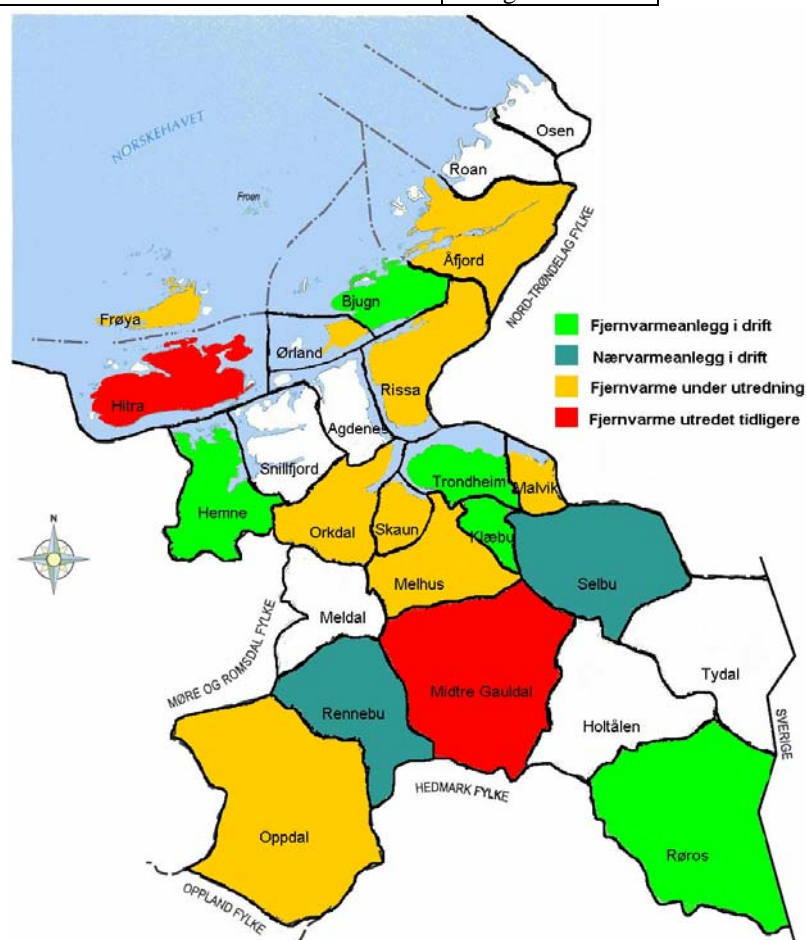 NORSKEHAVET
Osen
Roan
Frøøn
Åfjord
NORD-TRØNDELAG FYLKE
Bjugn
Frøya
Ørland
Fjernvarmeanlegg i drift
Nærvarmeanlegg i drift
Fjernvarme under utredning
Fjernvarme utredet tidligere
Rissa
Hitra
Agdenes
Snillfjord
Trondheim
Malvik
Hemne
Orkdal
Skaun
Klæbu
N
Melhus
Selbu
Meldal
Tydal
MØRE OG ROMSDAL FYLKE
Midtre Gauldal
Rennebu
Holtålen
SVERIGE
HEDMARK FYLKE
Oppdal
Røros
OPPLAND FYLKE